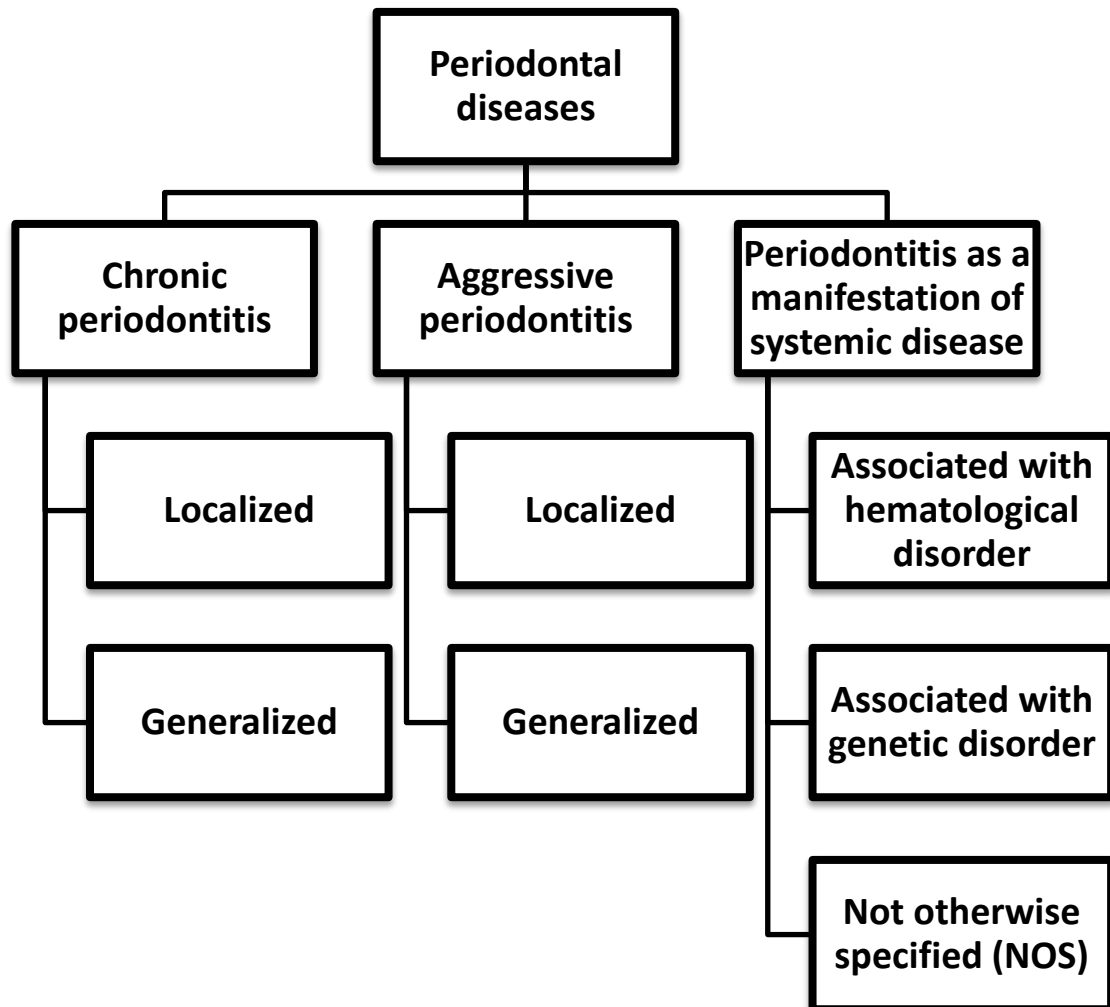 Periodontal
diseases
Chronic
periodontitis
Localized
Generalized
Aggressive
periodontitis
Localized
Generalized
Periodontitis as a
manifestation of
systemic disease
Associated with
hematological
disorder
Associated with
genetic disorder
Not otherwise
specified (NOS)